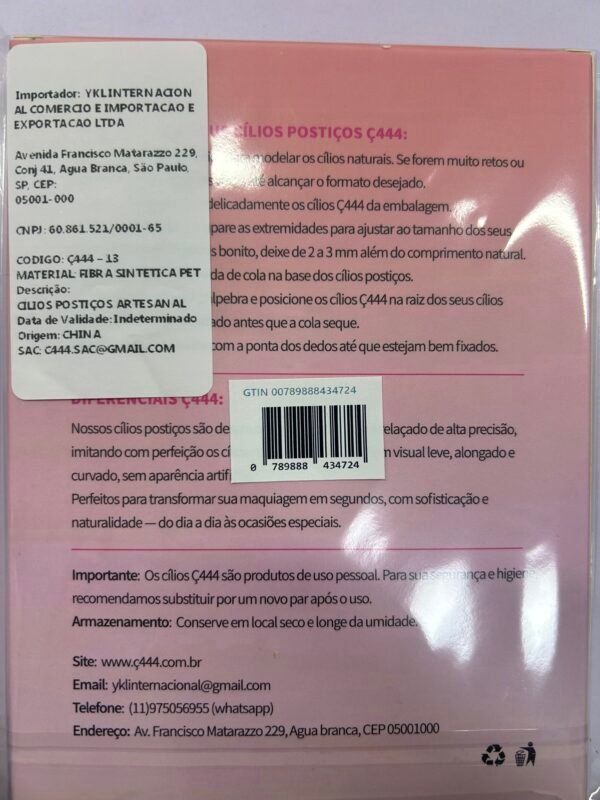 Importador: YKLINTERNACION
AL COMERCIO E IMPORTACAO E
EXPORTACAO LTDA
Avenida Francisco Matarazzo 229,
Conj 41, Agua Branca, São Paulo,
SP, CEP:
05001-000
CNPJ: 60.861.521/0001-65
CODIGO: Ç444 - 13
MATERIAL: FIBRA SINTETICA PET
Descrição:
CILIOS POSTIÇOS ARTESANAL
Data de Validade: Indeterminado
Origem: CHINA
SAC: C444.SAC@GMAIL.COM
CÍLIOS POSTIÇOS Ç444:
modelar os cílios naturais. Se forem muito retos ou
até alcançar o formato desejado.
delicadamente os cílios Ç444 da embalagem.
pare as extremidades para ajustar ao tamanho dos seus
s bonito, deixe de 2 a 3 mm além do comprimento natural.
da de cola na base dos cílios postiços.
lpebra e posicione os cílios Ç444 na raiz dos seus cílios
ado antes que a cola seque.
com a ponta dos dedos até que estejam bem fixados.
DIFERENCIAIS Ç444:
GTIN 00789888434724
0 789888 434724
Nossos cílios postiços são de elaçado de alta precisão,
imitando com perfeição os visual leve, alongado e
curvado, sem aparência
Perfeitos para transformar sua maquiagem em segundos, com sofisticação e
naturalidade — do dia a dia às ocasiões especiais.
Importante: Os cílios Ç444 são produtos de uso pessoal. Para sua segurança e higiene,
recomendamos substituir por um novo par após o uso.
Armazenamento: Conserve em local seco e longe da umidade.
Site: www.ç444.com.br
Email: yklinternacional@gmail.com
Telefone: (11)975056955 (whatsapp)
Endereço: Av. Francisco Matarazzo 229, Agua branca, CEP 05001000